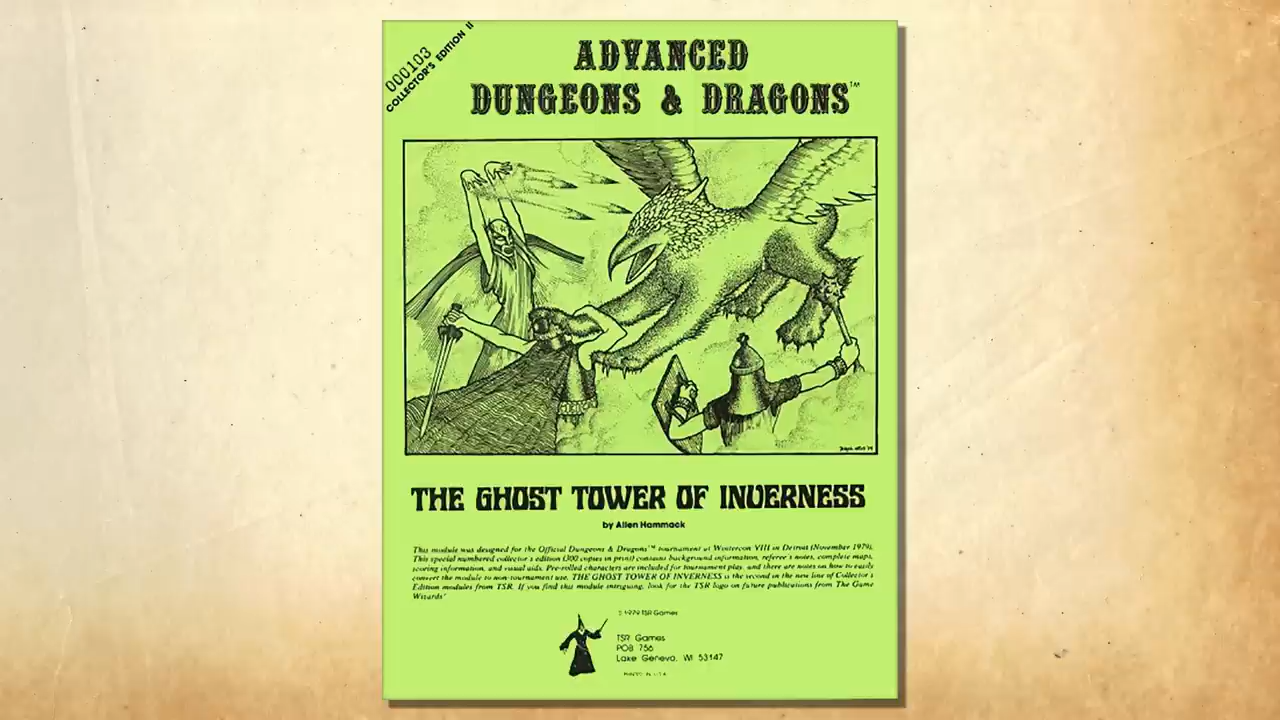 000103
COLLECTOR'S EDITION II
ADVANCED
DUNGEONS & DRAGONS™
THE GHOST TOWER OF INVERNESS
by Allen Hammack
This module was designed for the Official Dungeons & Dragons™ tournament at Wintercon VIII in Detroit (November 1979).
This special numbered collector's edition (300 copies in print) contains background information, referee's notes, complete maps,
scoring information, and visual aids. Pre-rolled characters are included for tournament play, and there are notes on how to easily
convert the module to non-tournament use. THE GHOST TOWER OF INVERNESS is the second in the new line of Collector's
Edition modules from TSR. If you find this module intriguing, look for the TSR logo on future publications from The Game
Wizards"
© 1979 TSR Games
TSR Games
POB 756
Lake Geneva, WI 53147
PRINTED IN U.S.A.